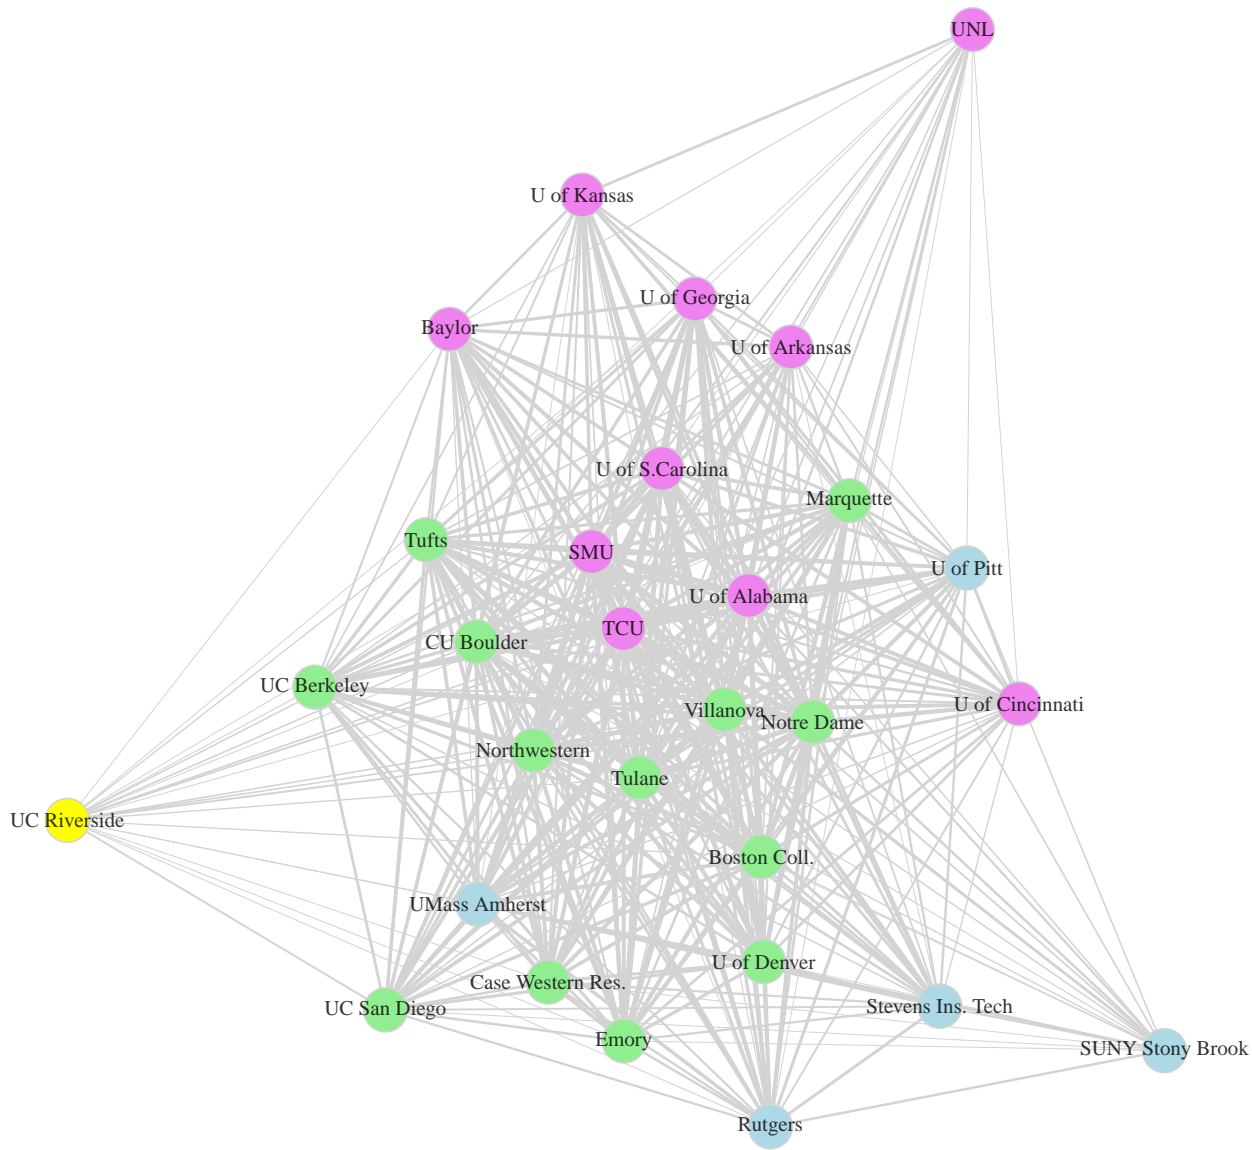 UNL
U of Kansas
U of Georgia
Baylor
U of Arkansas
U of S.Carolina
Marquette
Tufts
SMU
U of Pitt
U of Alabama
TCU
CU Boulder
UC Berkeley
U of Cincinnati
Villanova
Notre Dame
Northwestern
Tulane
UC Riverside
Boston Coll.
UMass Amherst
U of Denver
Case Western Res.
UC San Diego
Stevens Ins. Tech
Emory
SUNY Stony Brook
Rutgers